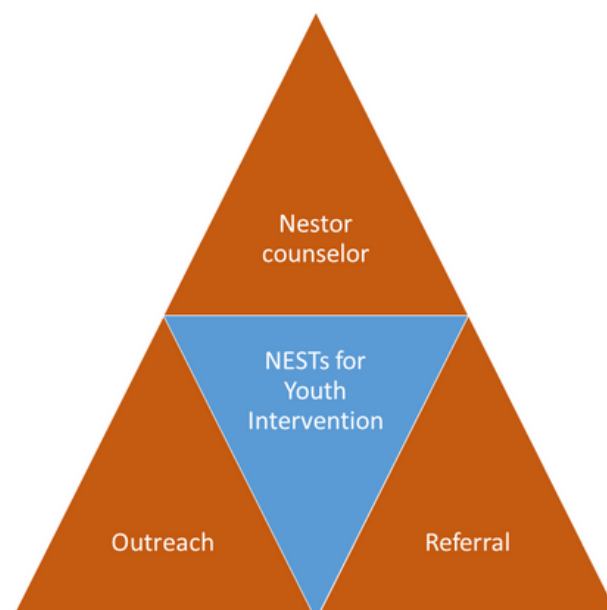 Nestor
counselor
NESTs for
Youth
Intervention
Outreach
Referral